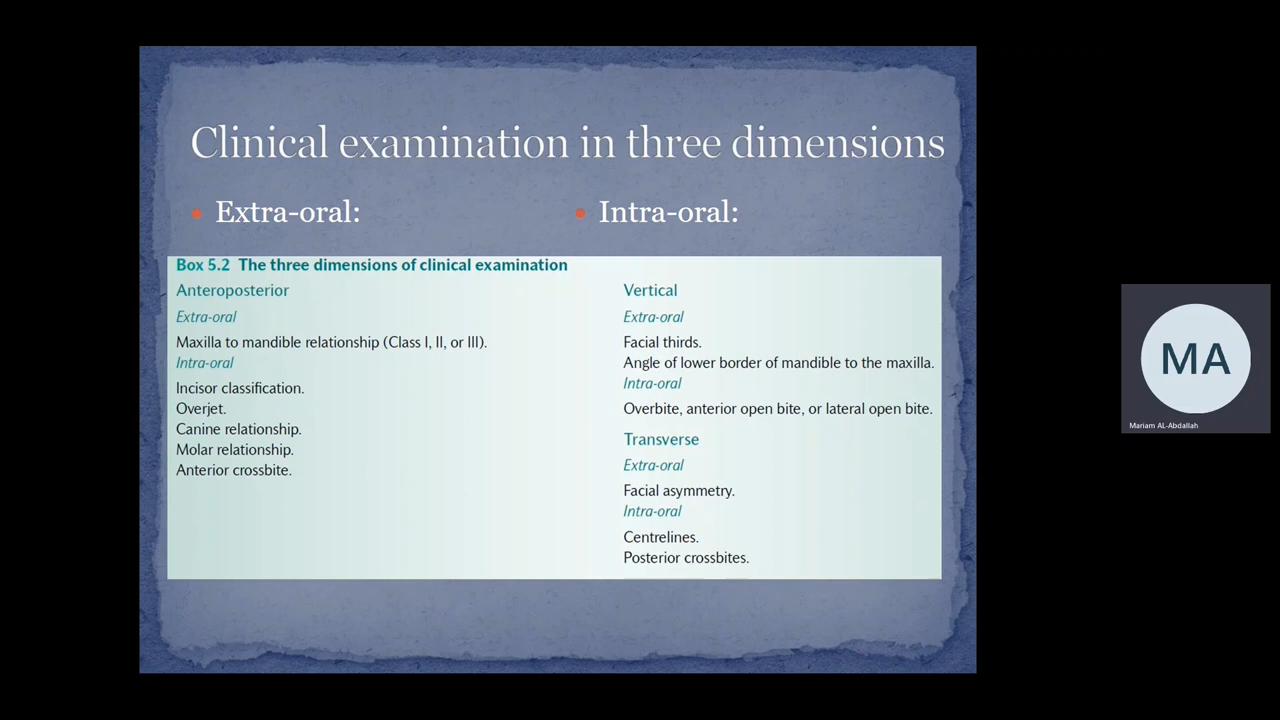 Clinical examination in three dimensions
• Extra-oral:
• Intra-oral:
Box 5.2 The three dimensions of clinical examination
Anteroposterior
Extra-oral
Maxilla to mandible relationship (Class I, II, or III).
Intra-oral
Incisor classification.
Overjet.
Canine relationship.
Molar relationship.
Anterior crossbite.
Vertical
Extra-oral
Facial thirds.
Angle of lower border of mandible to the maxilla.
Intra-oral
Overbite, anterior open bite, or lateral open bite.
Transverse
Extra-oral
Facial asymmetry.
Intra-oral
Centrelines.
Posterior crossbites.
MA
Mariam AL-Abdallah